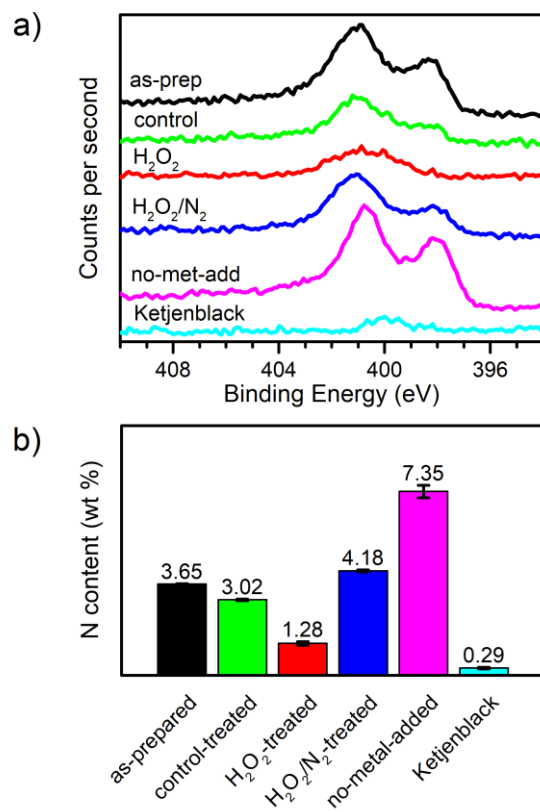 a)
Counts per second
as-prep
control
H₂O₂
H₂O₂/N₂
no-met-add
Ketjenblack
408 404 400 396
Binding Energy (eV)
b)
N content (wt %)
3.65
3.02
1.28
4.18
7.35
0.29
as-prepared
control-treated
H₂O₂-treated
H₂O₂/N₂-treated
no-metal-added
Ketjenblack